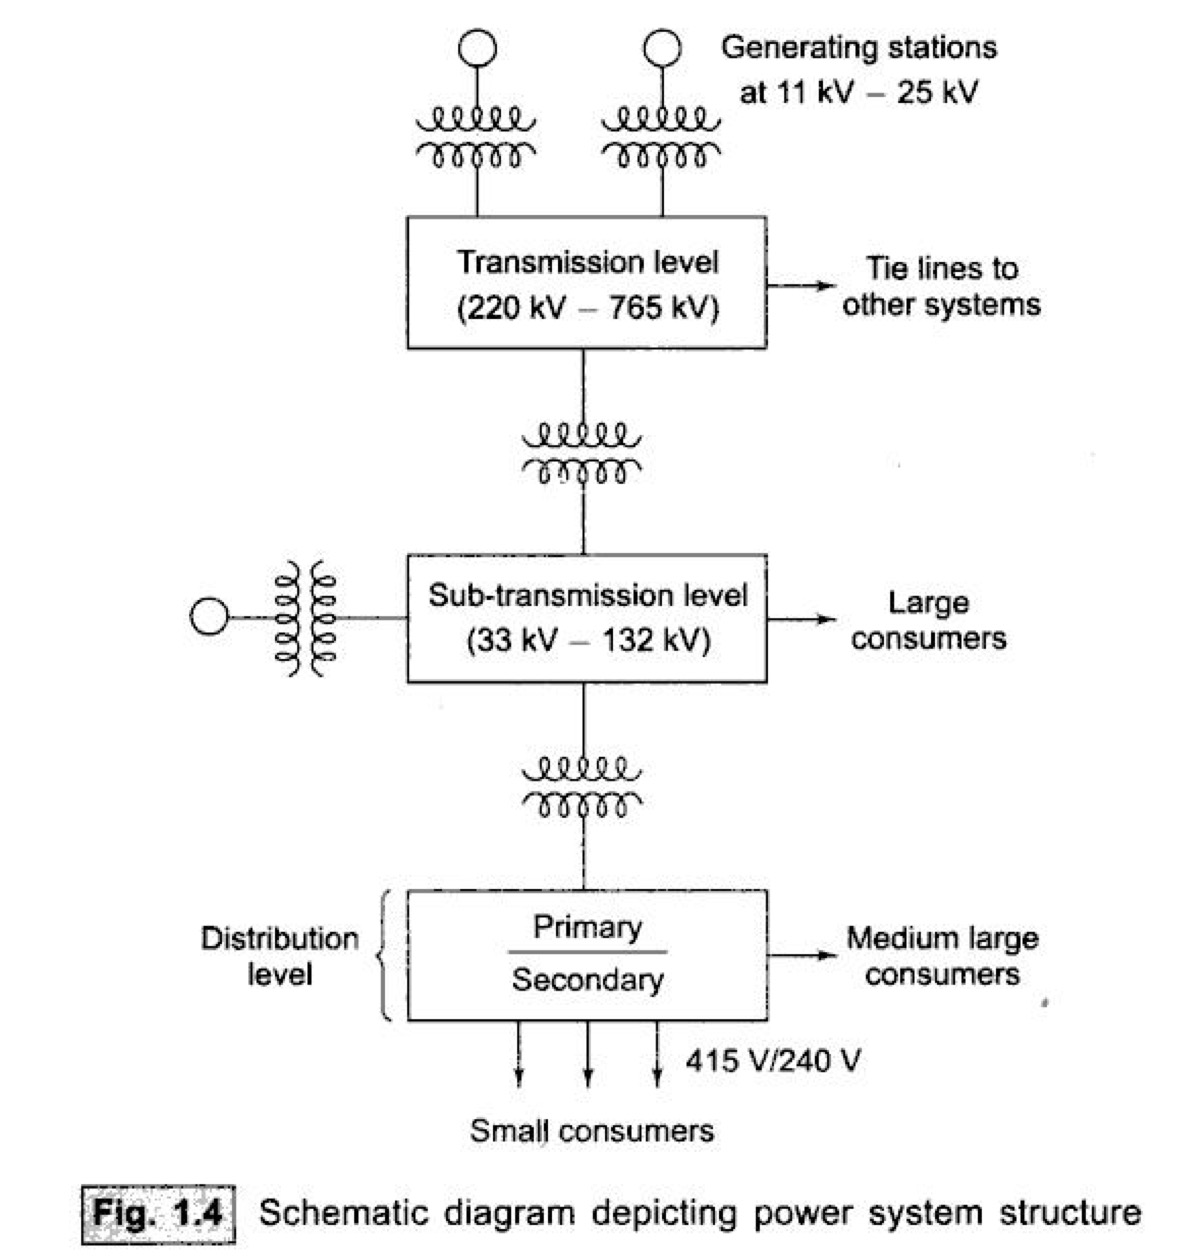 Generating stations
at 11 kV – 25 kV
Transmission level
(220 kV – 765 kV)
Tie lines to
other systems
Sub-transmission level
(33 kV – 132 kV)
Large
consumers
Distribution
level
Primary
Secondary
Medium large
consumers
415 V/240 V
Small consumers
Fig. 1.4 Schematic diagram depicting power system structure